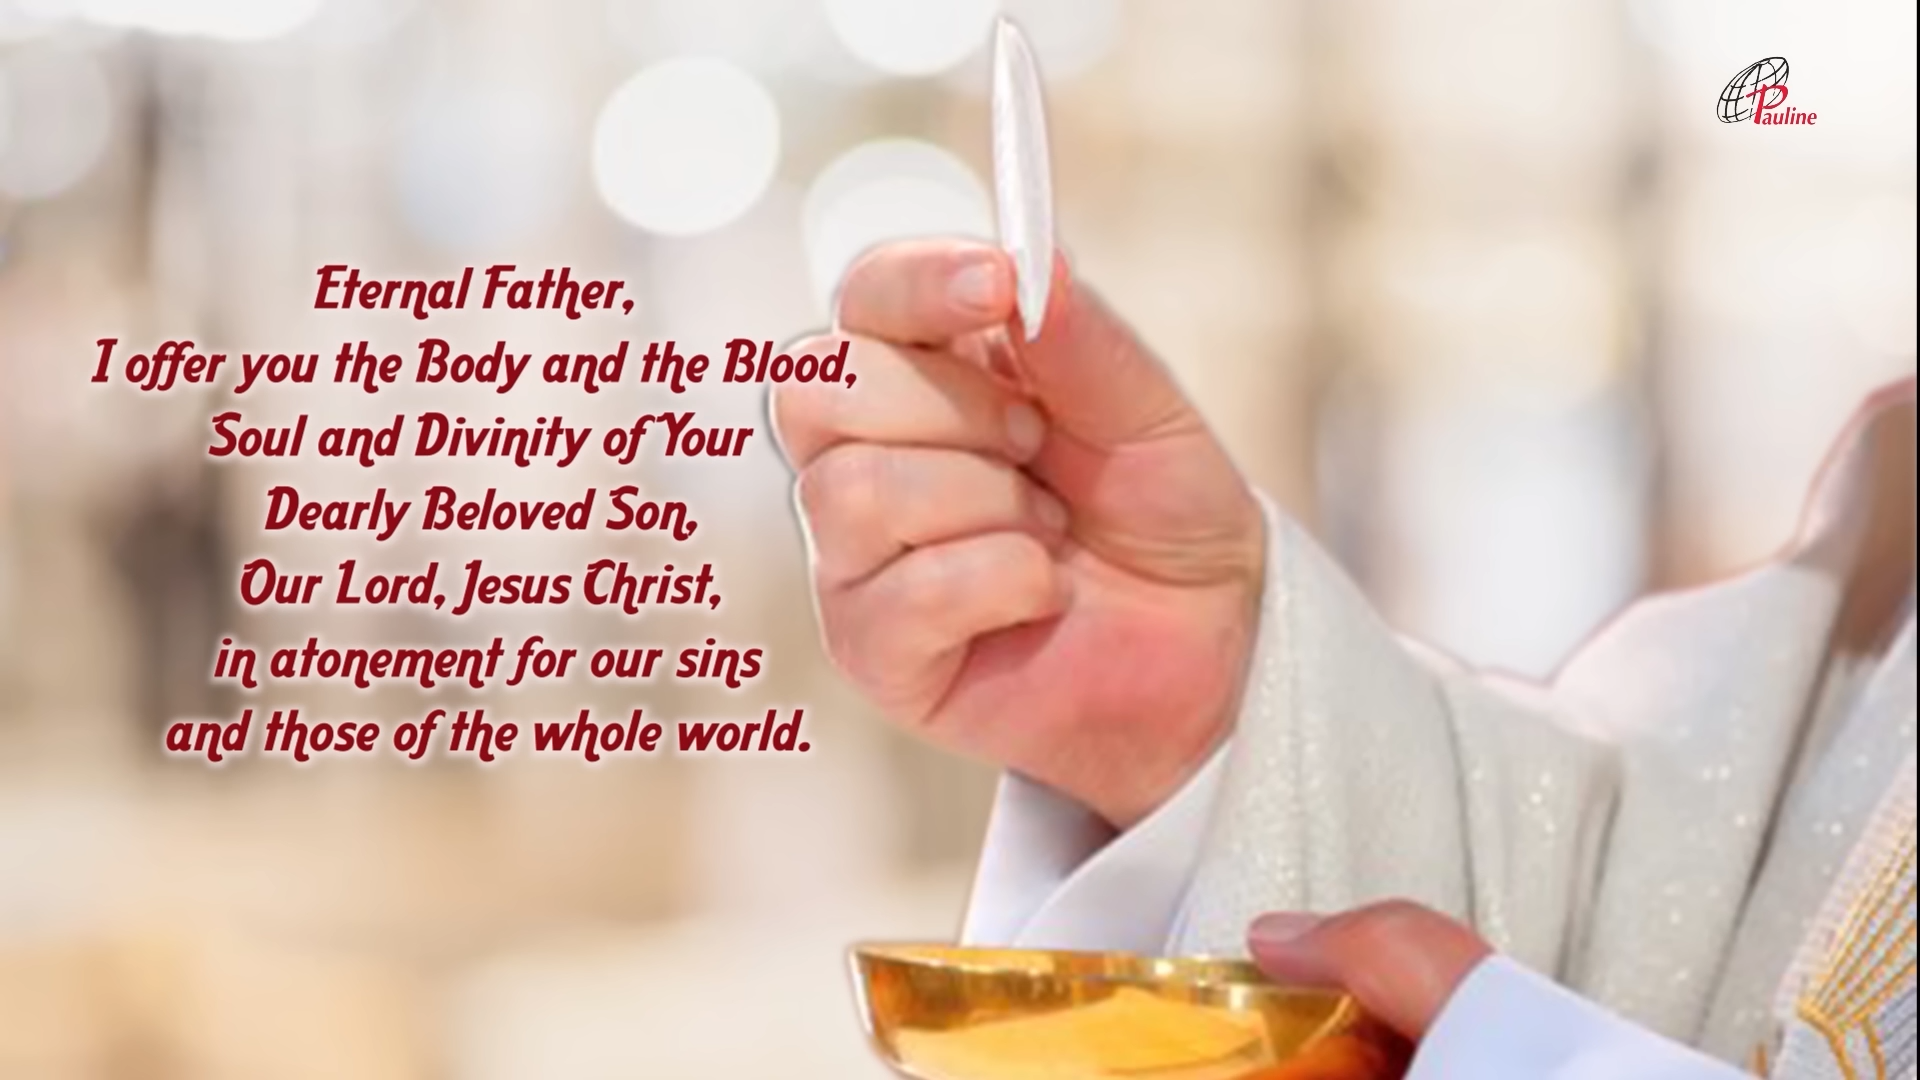 Pauline
Eternal Father,
I offer you the Body and the Blood,
Soul and Divinity of Your
Dearly Beloved Son,
Our Lord, Jesus Christ,
in atonement for our sins
and those of the whole world.